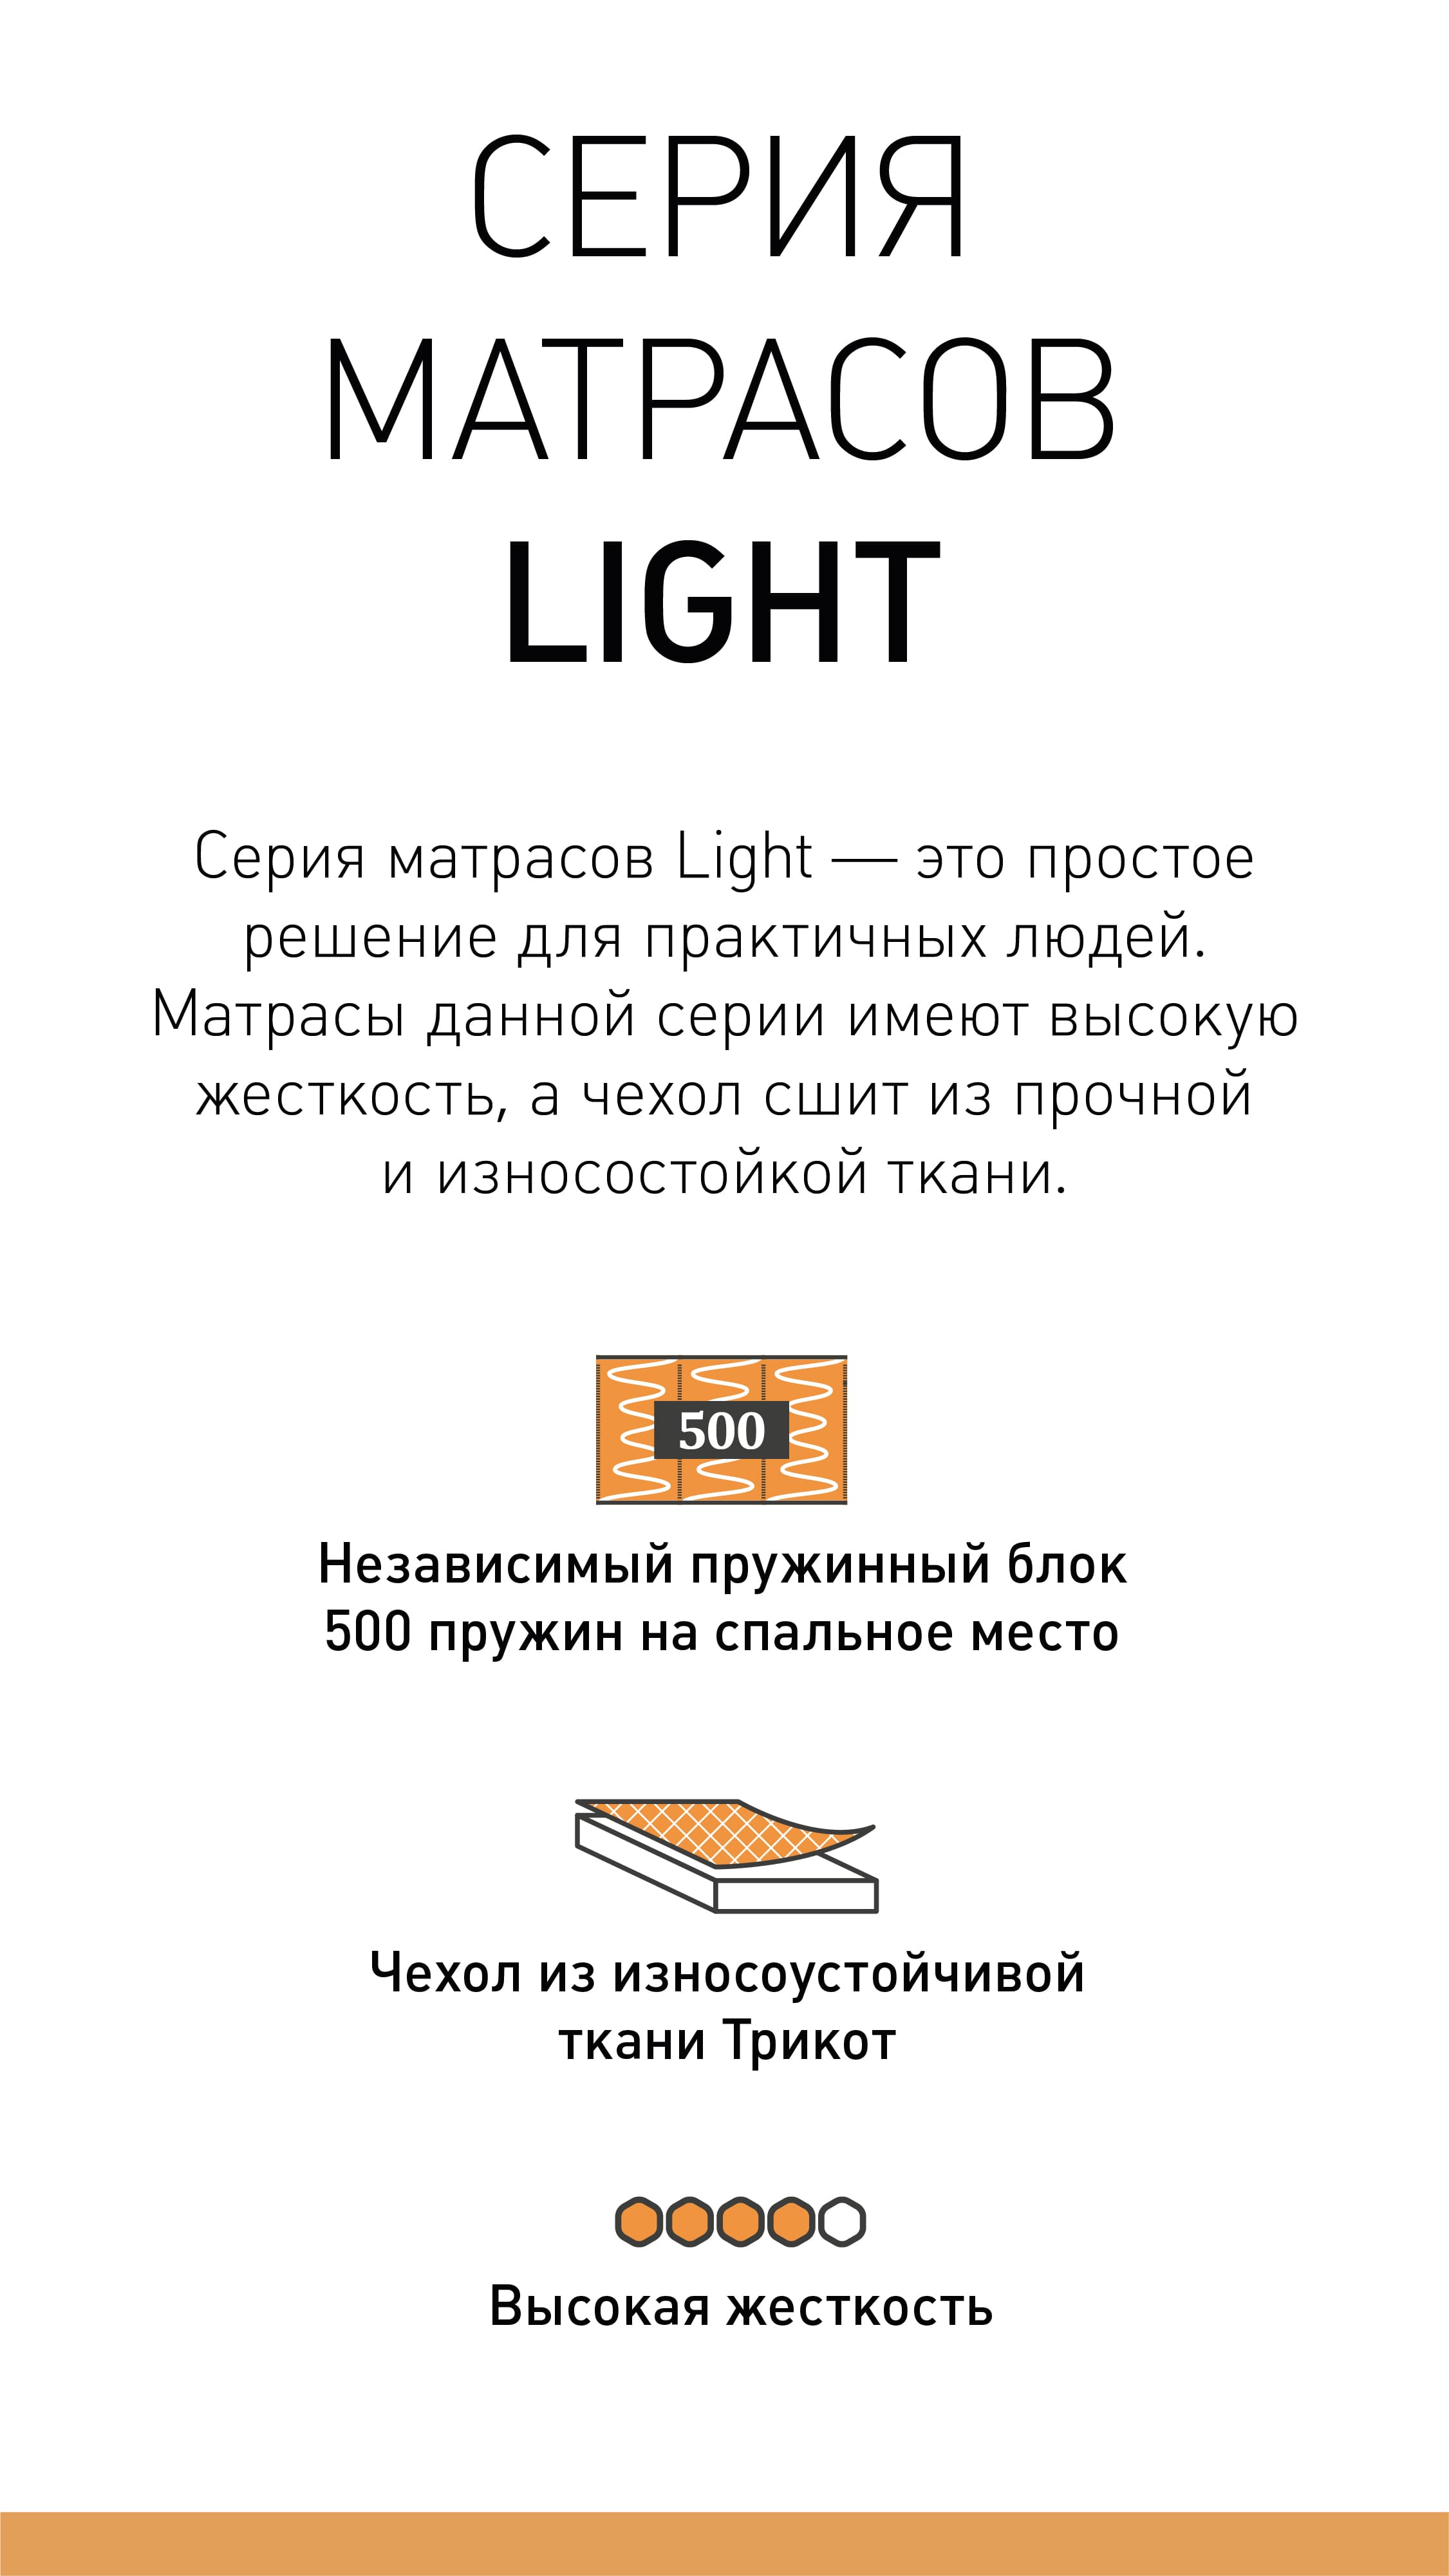 СЕРИЯ
МАТРАСОВ
LIGHT
Серия матрасов Light — это простое
решение для практичных людей.
Матрасы данной серии имеют высокую
жесткость, а чехол сшит из прочной
и износостойкой ткани.
500
Независимый пружинный блок
500 пружин на спальное место
Чехол из износоустойчивой
ткани Трикот
Высокая жесткость